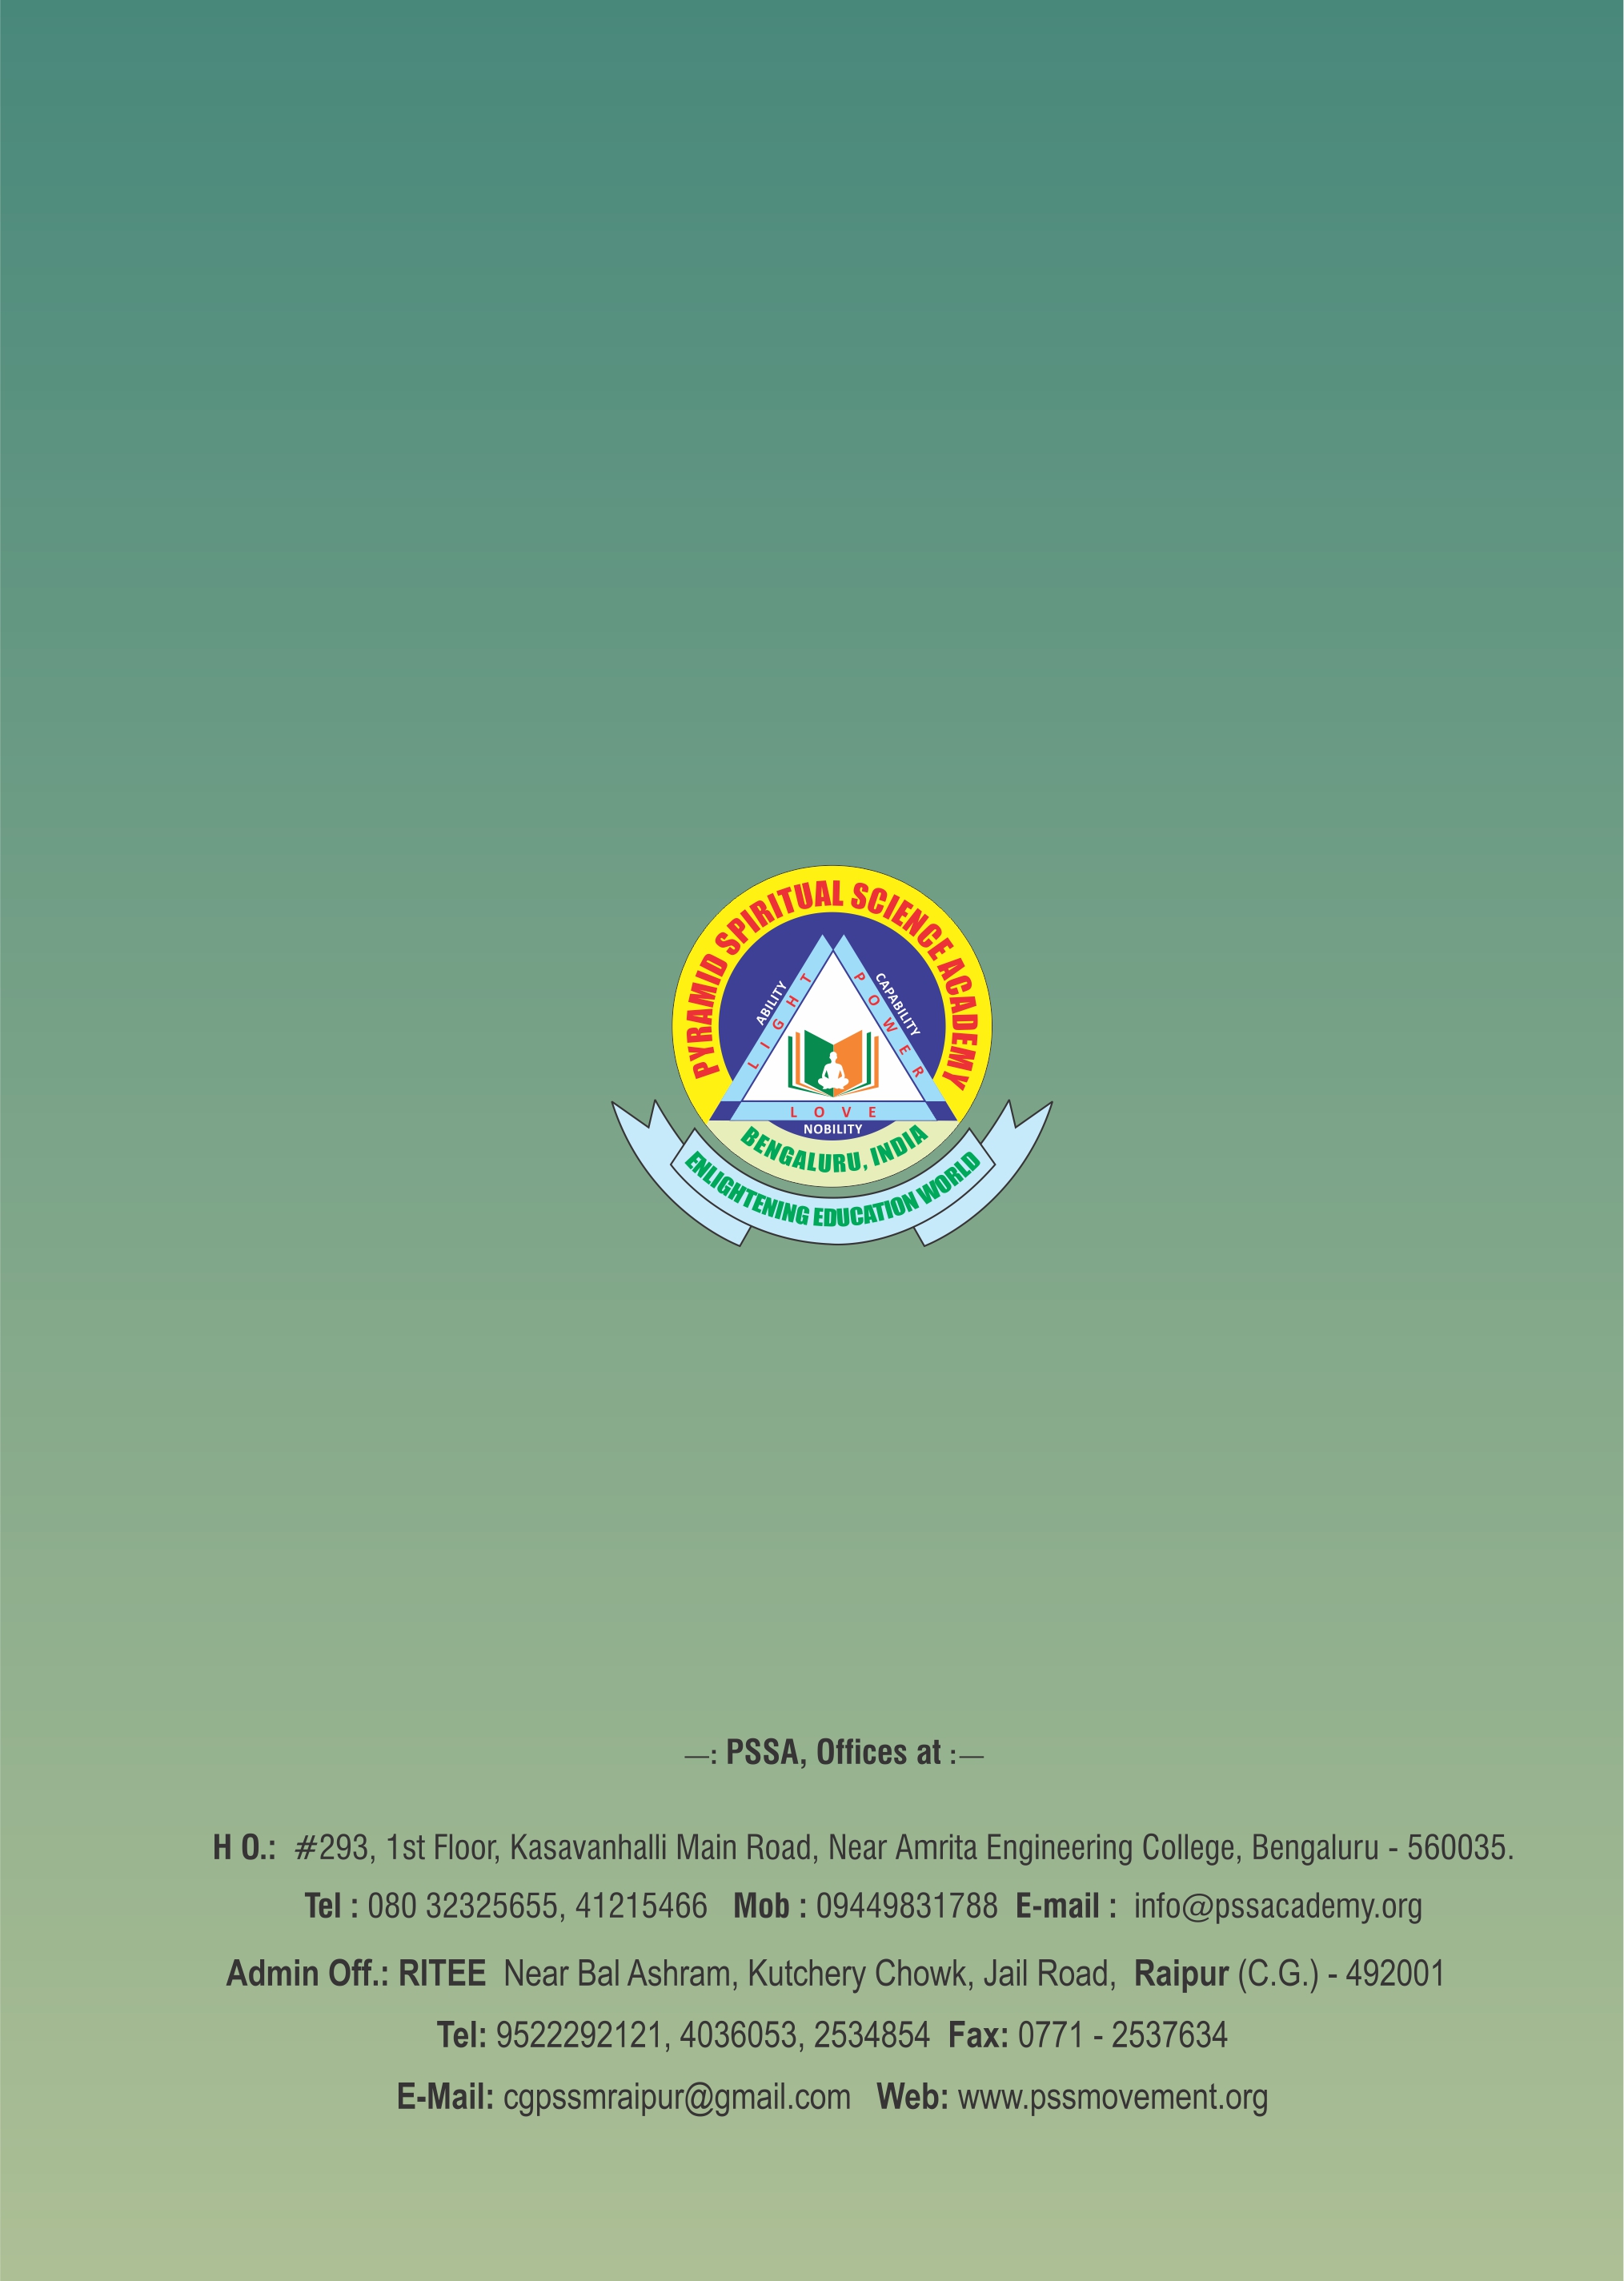 PYRAMID SPIRITUAL SCIENCE ACADEMY
ABILITY
CAPABILITY
LIGHT
POWER
LOVE
NOBILITY
BENGALURU, INDIA
ENLIGHTENING EDUCATION WORLD
—: PSSA, Offices at :—
H O.: #293, 1st Floor, Kasavanhalli Main Road, Near Amrita Engineering College, Bengaluru - 560035.
Tel : 080 32325655, 41215466 Mob : 09449831788 E-mail : info@pssacademy.org
Admin Off.: RITEE Near Bal Ashram, Kutchery Chowk, Jail Road, Raipur (C.G.) - 492001
Tel: 9522292121, 4036053, 2534854 Fax: 0771 - 2537634
E-Mail: cgpssmraipur@gmail.com Web: www.pssmovement.org